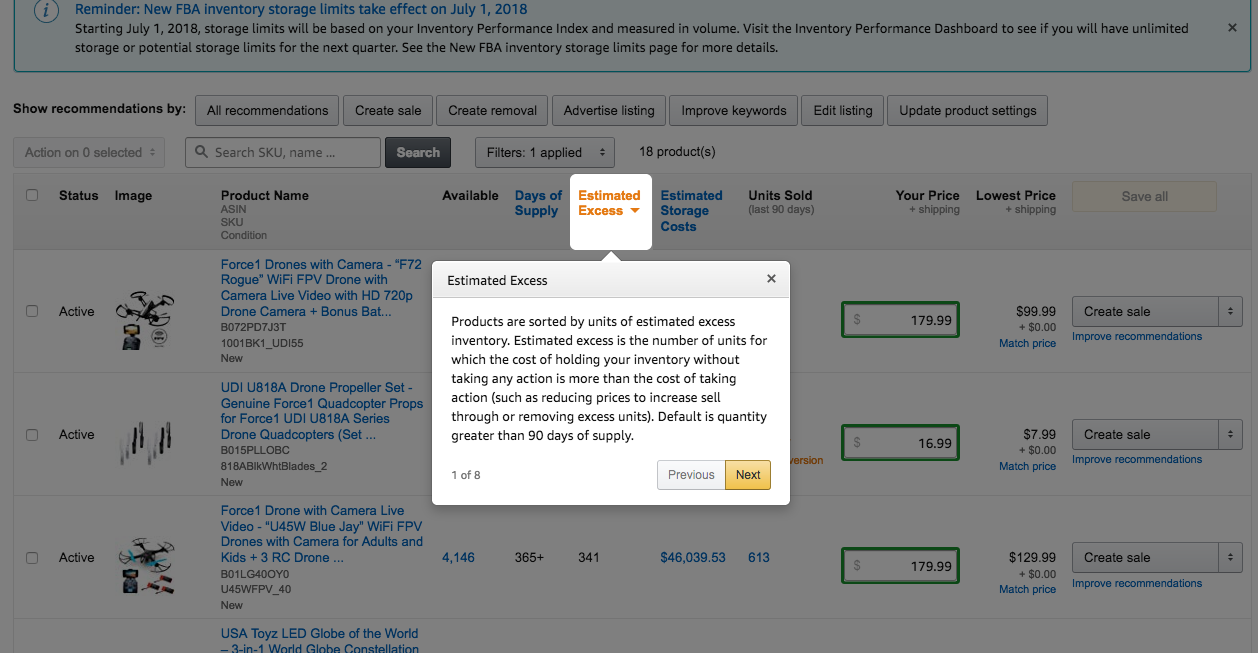 Reminder: New FBA inventory storage limits take effect on July 1, 2018
Starting July 1, 2018, storage limits will be based on your Inventory Performance Index and measured in volume. Visit the Inventory Performance Dashboard to see if you will have unlimited
storage or potential storage limits for the next quarter. See the New FBA inventory storage limits page for more details.
Show recommendations by: All recommendations Create sale Create removal Advertise listing Improve keywords Edit listing Update product settings
Action on 0 selected Search SKU, name ... Search Filters: 1 applied 18 product(s)
Status Image Product Name Available Days of Supply Estimated Excess Estimated Storage Costs Units Sold (last 90 days) Your Price + shipping Lowest Price + shipping Save all
ASIN
SKU
Condition
Estimated Excess
Products are sorted by units of estimated excess
inventory. Estimated excess is the number of units for
which the cost of holding your inventory without
taking any action is more than the cost of taking
action (such as reducing prices to increase sell
through or removing excess units). Default is quantity
greater than 90 days of supply.
1 of 8 Previous Next
Force1 Drones with Camera - “F72
Rogue” WiFi FPV Drone with
Camera Live Video with HD 720p
Drone Camera + Bonus Bat...
B072PD7J3T
1001BK1_UDI55
New
Active
$ 179.99
$99.99
+ $0.00
Match price
Create sale
Improve recommendations
UDI U818A Drone Propeller Set -
Genuine Force1 Quadcopter Props
for Force1 UDI U818A Series
Drone Quadcopters (Set ...
B015PLLOBC
818ABlkWhtBlades_2
New
Active
version
$ 16.99
$7.99
+ $0.00
Match price
Create sale
Improve recommendations
Force1 Drone with Camera Live
Video - “U45W Blue Jay” WiFi FPV
Drones with Camera for Adults and
Kids + 3 RC Drone ...
B01LG40OY0
U45WFPV_40
New
Active
4,146 365+ 341 $46,039.53 613
$ 179.99
$129.99
+ $0.00
Match price
Create sale
Improve recommendations
USA Toyz LED Globe of the World
– 3-in-1 World Globe Constellation